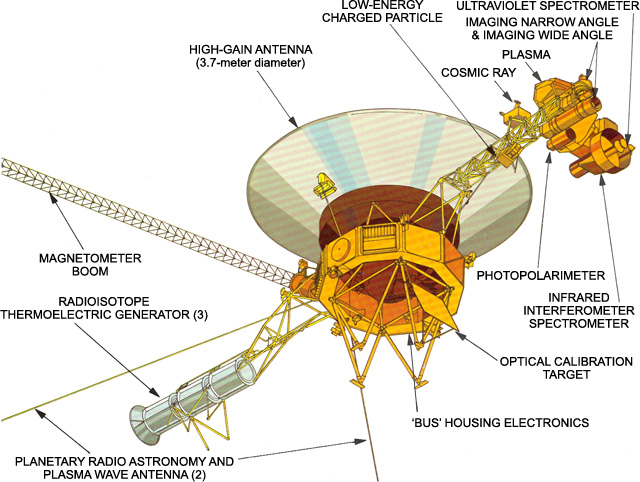 LOW-ENERGY
CHARGED PARTICLE
ULTRAVIOLET SPECTROMETER
IMAGING NARROW ANGLE
& IMAGING WIDE ANGLE
PLASMA
COSMIC RAY
HIGH-GAIN ANTENNA
(3.7-meter diameter)
MAGNETOMETER
BOOM
RADIOISOTOPE
THERMOELECTRIC GENERATOR (3)
PHOTOPOLARIMETER
INFRARED
INTERFEROMETER
SPECTROMETER
OPTICAL CALIBRATION
TARGET
‘BUS’ HOUSING ELECTRONICS
PLANETARY RADIO ASTRONOMY AND
PLASMA WAVE ANTENNA (2)